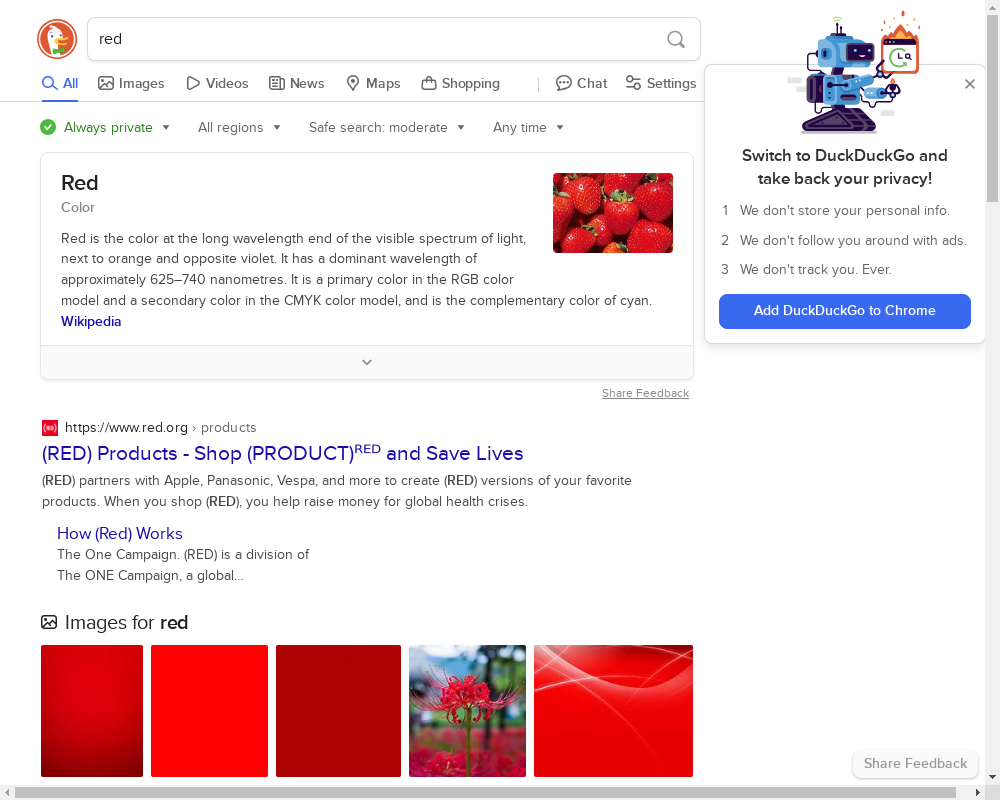 red
All
Images
Videos
News
Maps
Shopping
Chat
Settings
Always private
All regions
Safe search: moderate
Any time
Red
Color
Red is the color at the long wavelength end of the visible spectrum of light,
next to orange and opposite violet. It has a dominant wavelength of
approximately 625–740 nanometres. It is a primary color in the RGB color
model and a secondary color in the CMYK color model, and is the complementary color of cyan.
Wikipedia
Share Feedback
https://www.red.org › products
(RED) Products - Shop (PRODUCT)ᴿᴱᴰ and Save Lives
(RED) partners with Apple, Panasonic, Vespa, and more to create (RED) versions of your favorite
products. When you shop (RED), you help raise money for global health crises.
How (Red) Works
The One Campaign. (RED) is a division of
The ONE Campaign, a global...
Images for red
Switch to DuckDuckGo and
take back your privacy!
1 We don't store your personal info.
2 We don't follow you around with ads.
3 We don't track you. Ever.
Add DuckDuckGo to Chrome
Share Feedback